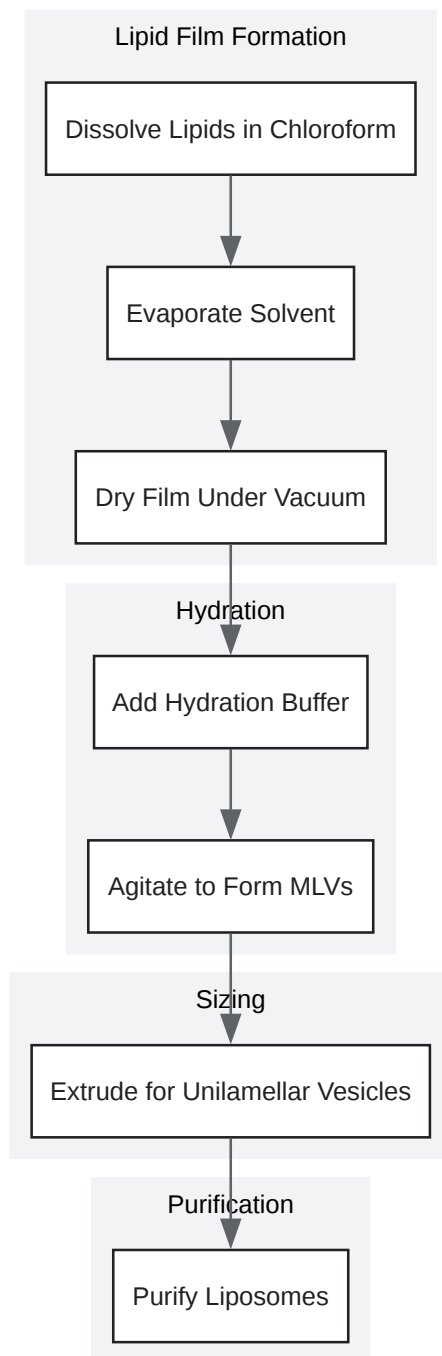 Lipid Film Formation
Dissolve Lipids in Chloroform
Evaporate Solvent
Dry Film Under Vacuum
Hydration
Add Hydration Buffer
Agitate to Form MLVs
Sizing
Extrude for Unilamellar Vesicles
Purification
Purify Liposomes